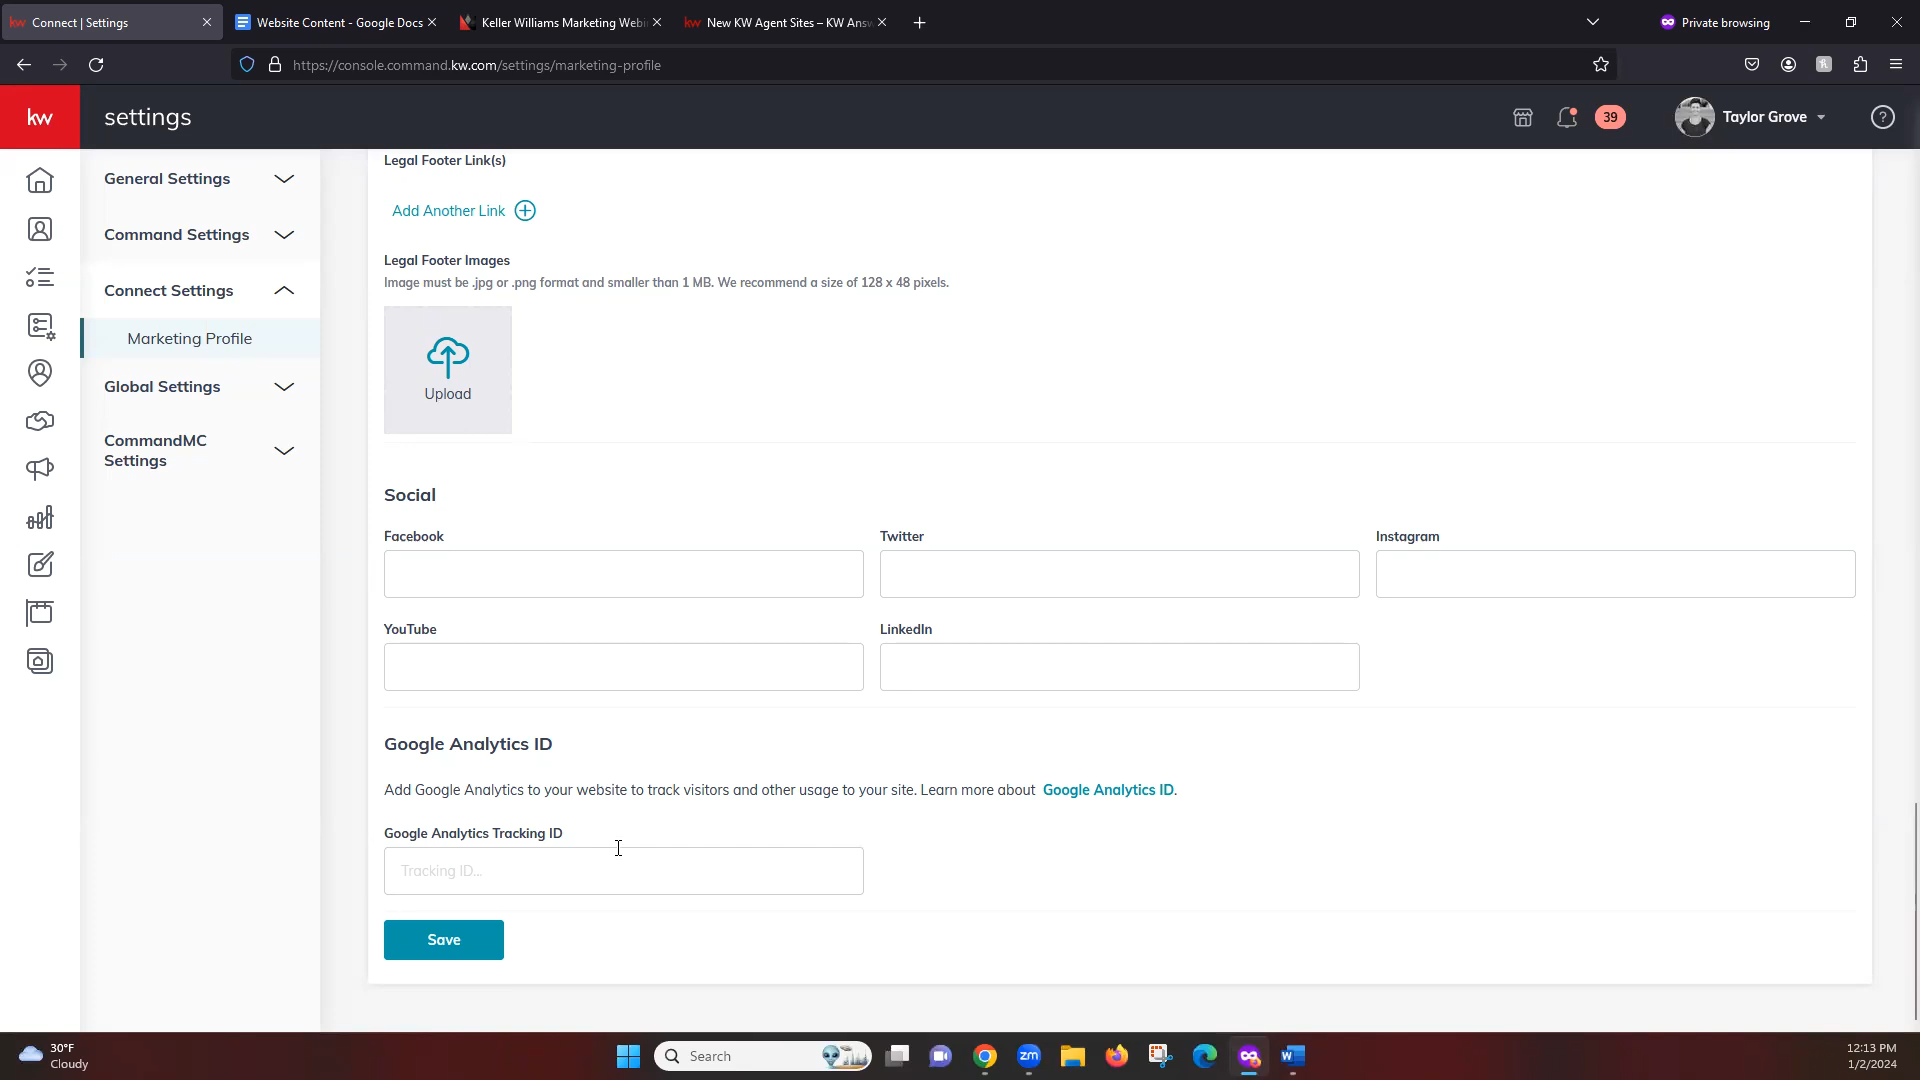 kw Connect | Settings
Website Content - Google Docs
Keller Williams Marketing Webi
kw New KW Agent Sites – KW Ans
Private browsing
https://console.command.kw.com/settings/marketing-profile
kw
settings
39
Taylor Grove
?
General Settings
Command Settings
Connect Settings
Marketing Profile
Global Settings
CommandMC
Settings
Legal Footer Link(s)
Add Another Link
Legal Footer Images
Image must be .jpg or .png format and smaller than 1 MB. We recommend a size of 128 x 48 pixels.
Upload
Social
Facebook
Twitter
Instagram
YouTube
LinkedIn
Google Analytics ID
Add Google Analytics to your website to track visitors and other usage to your site. Learn more about Google Analytics ID.
Google Analytics Tracking ID
Tracking ID...
Save
30°F
Cloudy
Search
zm
W
12:13 PM
1/2/2024